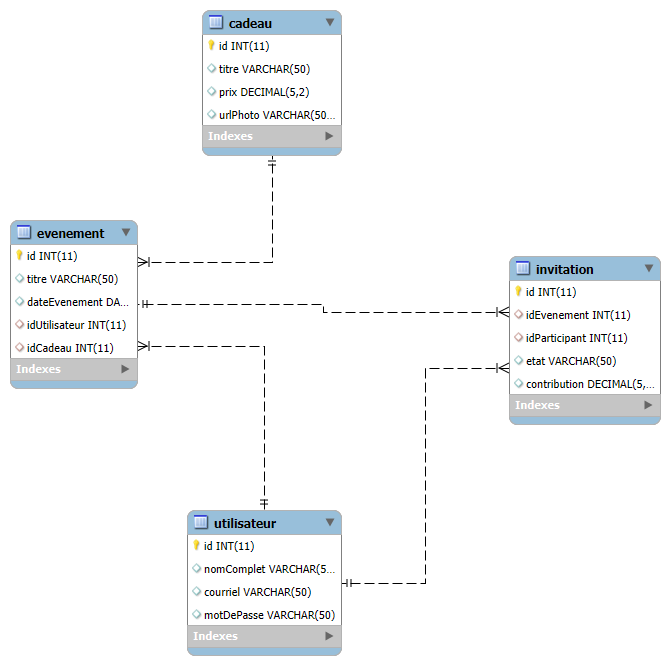 cadeau
id INT(11)
titre VARCHAR(50)
prix DECIMAL(5,2)
urlPhoto VARCHAR(50...
Indexes
evenement
id INT(11)
titre VARCHAR(50)
dateEvenement DA...
idUtilisateur INT(11)
idCadeau INT(11)
Indexes
invitation
id INT(11)
idEvenement INT(11)
idParticipant INT(11)
etat VARCHAR(50)
contribution DECIMAL(5,...
Indexes
utilisateur
id INT(11)
nomComplet VARCHAR(5...
courriel VARCHAR(50)
motDePasse VARCHAR(50)
Indexes